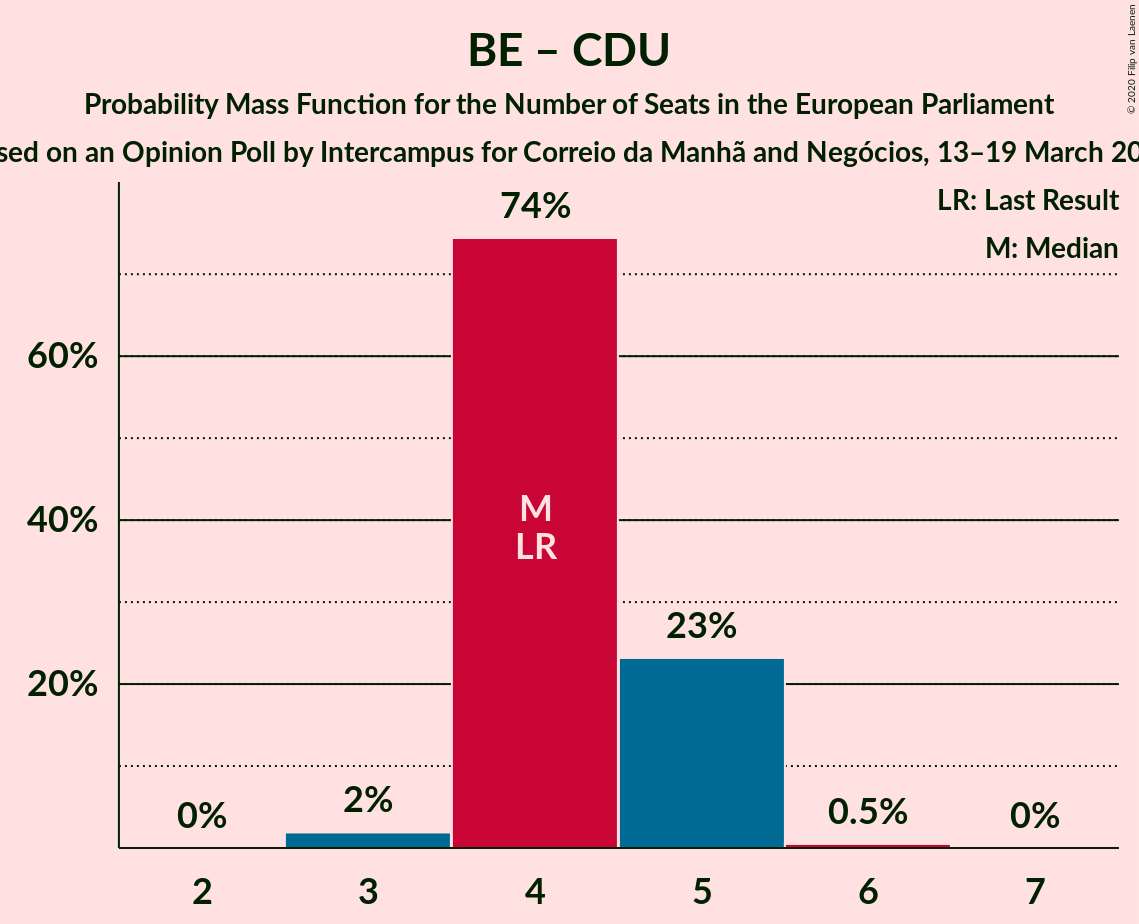 BE – CDU
Probability Mass Function for the Number of Seats in the European Parliament
on an Opinion Poll by Intercampus for Correio da Manhã and Negócios, 13–19 March
© 2020 Filip van Laenen
LR: Last Result
M: Median
74%
60%
M
40%
LR
23%
20%
2%
0.5%
0%
0%
2 3 4 5 6 7